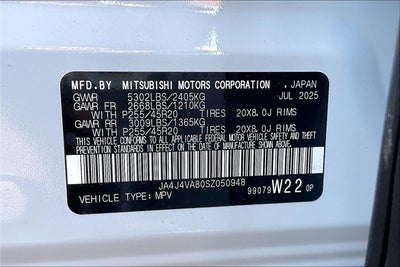 MFD.BY MITSUBISHI MOTORS CORPORATION , JAPAN
GVWR 5302LBS/2405KG JUL 2025
GAWR FR 2668LBS/1210KG
WITH P255/45R20 TIRES 20X8.0J RIMS
GAWR RR 3009LBS/1365KG
WITH P255/45R20 TIRES 20X8.0J RIMS
THIS VEHICLE CONFORMS TO ALL APPLICABLE FEDERAL MOTOR VEHICLE SAFETY AND THEFT
PREVENTION STANDARDS IN EFFECT ON THE DATE OF MANUFACTURE SHOWN ABOVE.
JA4J4VA80SZ050948
99079 W22 0P
VEHICLE TYPE: MPV